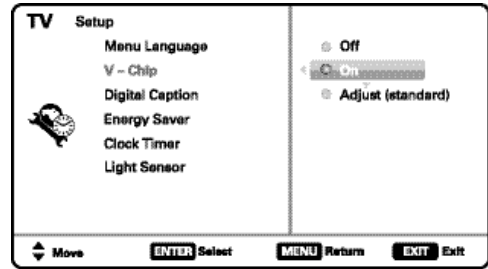 TV Setup
Menu Language
V – Chip
Digital Caption
Energy Saver
Clock Timer
Light Sensor
Off
On
Adjust (standard)
Move ENTER Select MENU Return EXIT Exit